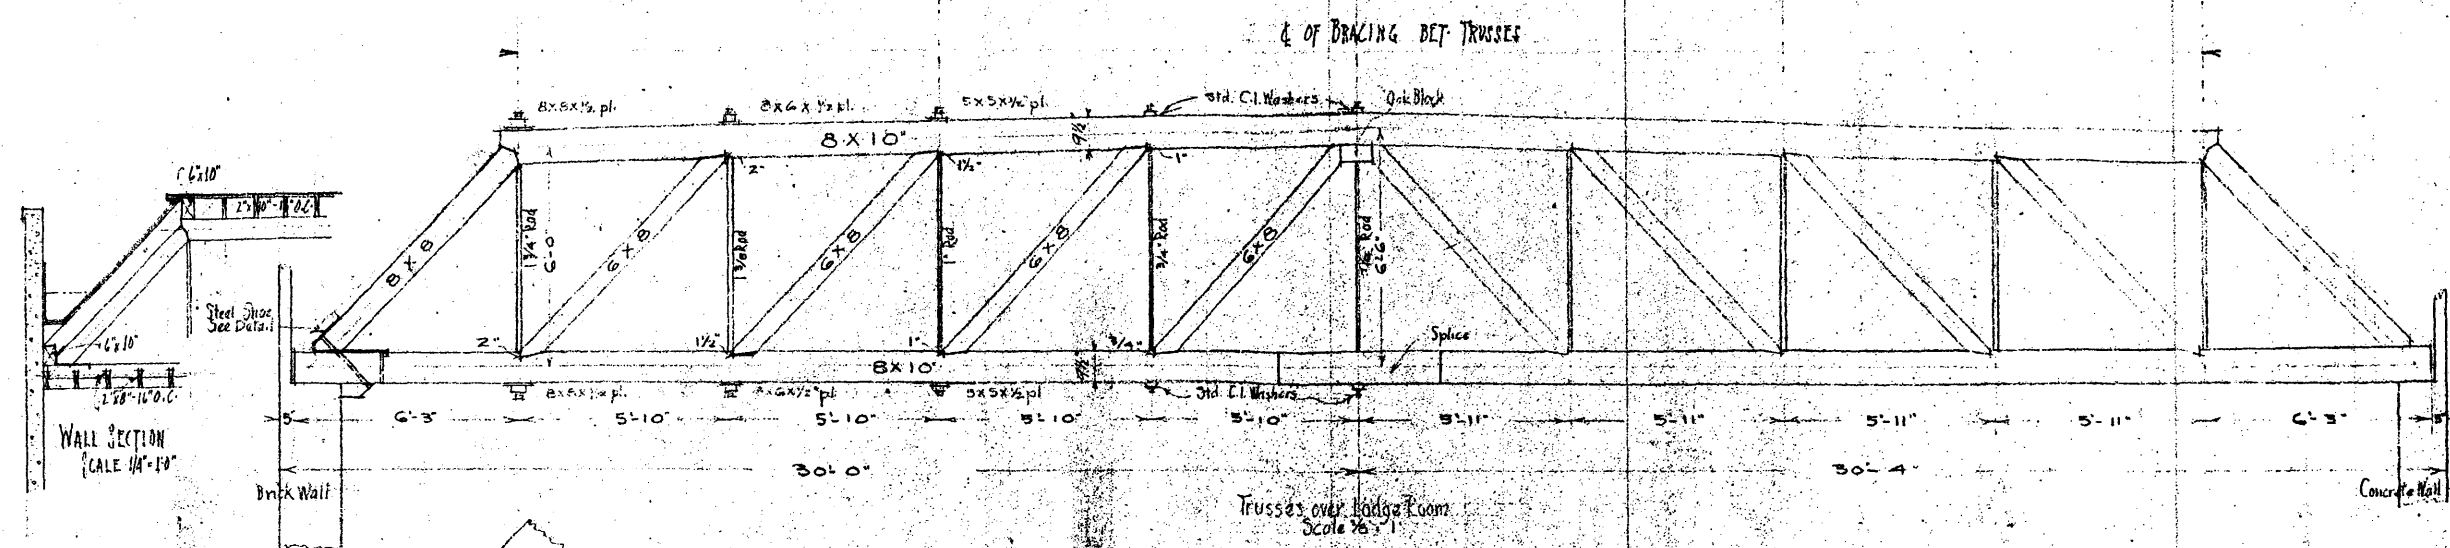 ℄ OF BRACING BET. TRUSSES
8x8x½ pl.
8x6x½ pl.
5x5x½" pl.
Std. C.I. Washers
Oak Block
8 X 10"
9½
6"x10"
2"x10"-16" O.C.
2"
1½"
1"
1¾" Rod
6'-0
1⅜ Rod
1" Rod
¾" Rod
Rod
6'-6"
8 X 8
6 X 8
6 X 8
6 X 8
6 X 8
Steel Shoe
See Detail
6"x10"
2"
1½"
1"
¾"
Splice
8X10"
9½"
2"x8"-16" O.C.
8x8x½ pl.
8x6x½" pl
5x5x½ pl
Std. C.I. Washers
5" 6'-3" 5'-10" 5'-10" 5'-10" 5'-10" 5'-11" 5'-11" 5'-11" 5'-11" 6'-3" 5"
WALL SECTION
SCALE 1/4"=1'0"
30'-0"
30'-4"
Brick Wall
Concrete Wall
Trusses over Lodge Room
Scale ⅜ = 1'